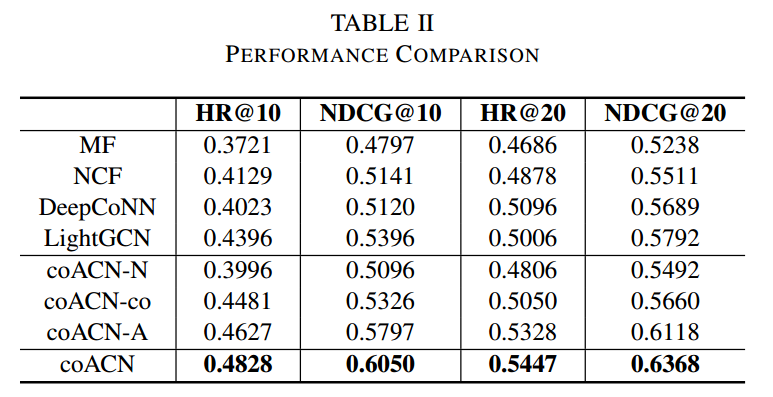 TABLE II
PERFORMANCE COMPARISON
HR@10 NDCG@10 HR@20 NDCG@20
MF 0.3721 0.4797 0.4686 0.5238
NCF 0.4129 0.5141 0.4878 0.5511
DeepCoNN 0.4023 0.5120 0.5096 0.5689
LightGCN 0.4396 0.5396 0.5006 0.5792
coACN-N 0.3996 0.5096 0.4806 0.5492
coACN-co 0.4481 0.5326 0.5050 0.5660
coACN-A 0.4627 0.5797 0.5328 0.6118
coACN 0.4828 0.6050 0.5447 0.6368